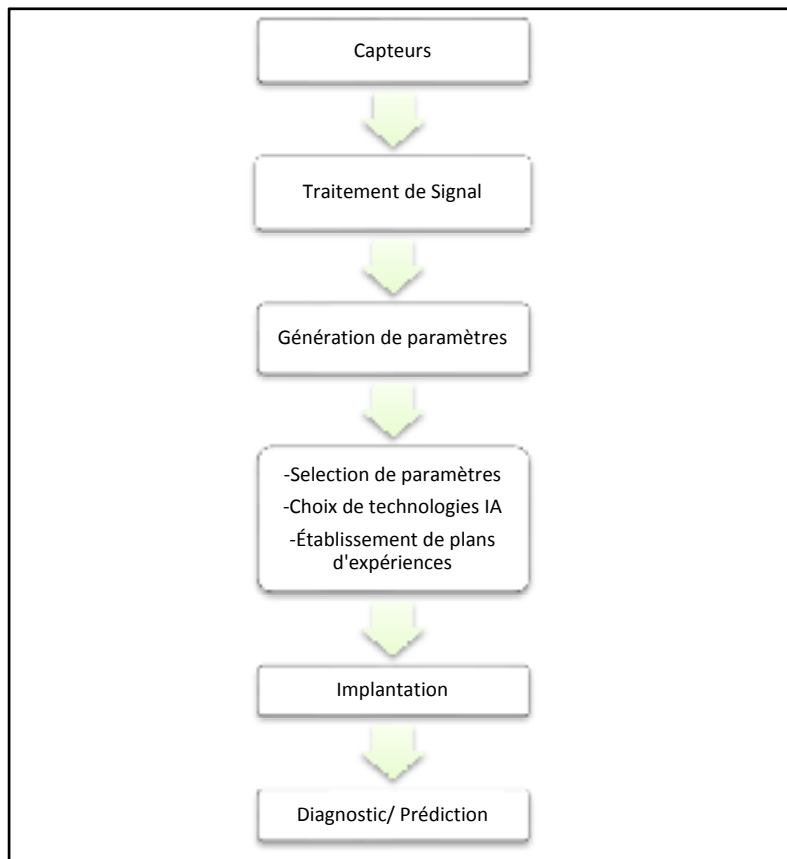 Capteurs
Traitement de Signal
Génération de paramètres
-Selection de paramètres
-Choix de technologies IA
-Établissement de plans
d'expériences
Implantation
Diagnostic/ Prédiction